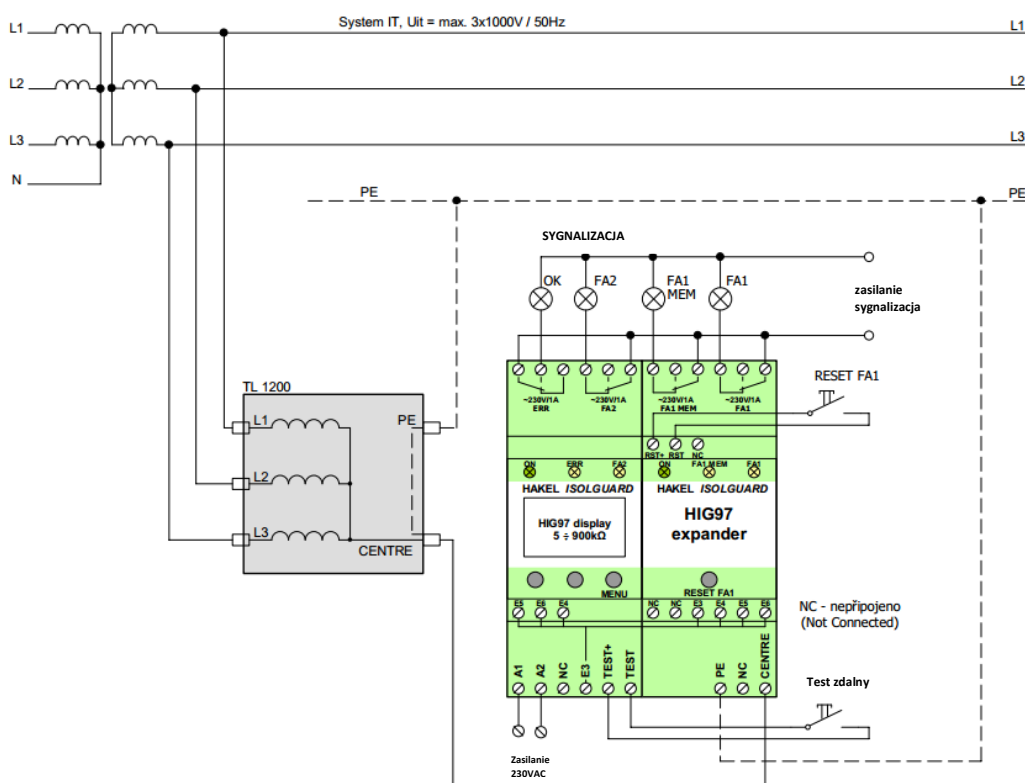 System IT, Uit = max. 3x1000V / 50Hz
L1
L1
L2
L2
L3
L3
N
PE
PE
SYGNALIZACJA
OK
FA2
FA1
MEM
FA1
zasilanie
sygnalizacja
~230V/1A
ERR
~230V/1A
FA2
~230V/1A
FA1 MEM
~230V/1A
FA1
RESET FA1
TL 1200
L1
PE
L2
L3
CENTRE
RST+
RST
NC
ON
ERR
FA2
ON
FA1 MEM
FA1
HAKEL ISOLGUARD
HAKEL ISOLGUARD
HIG97 display
5 ÷ 900kΩ
HIG97
expander
MENU
RESET FA1
E5
E6
E4
NC
NC
E3
E4
E5
E6
NC - nepřipojeno
(Not Connected)
A1
A2
NC
E3
TEST+
TEST
PE
NC
CENTRE
Test zdalny
Zasilanie
230VAC